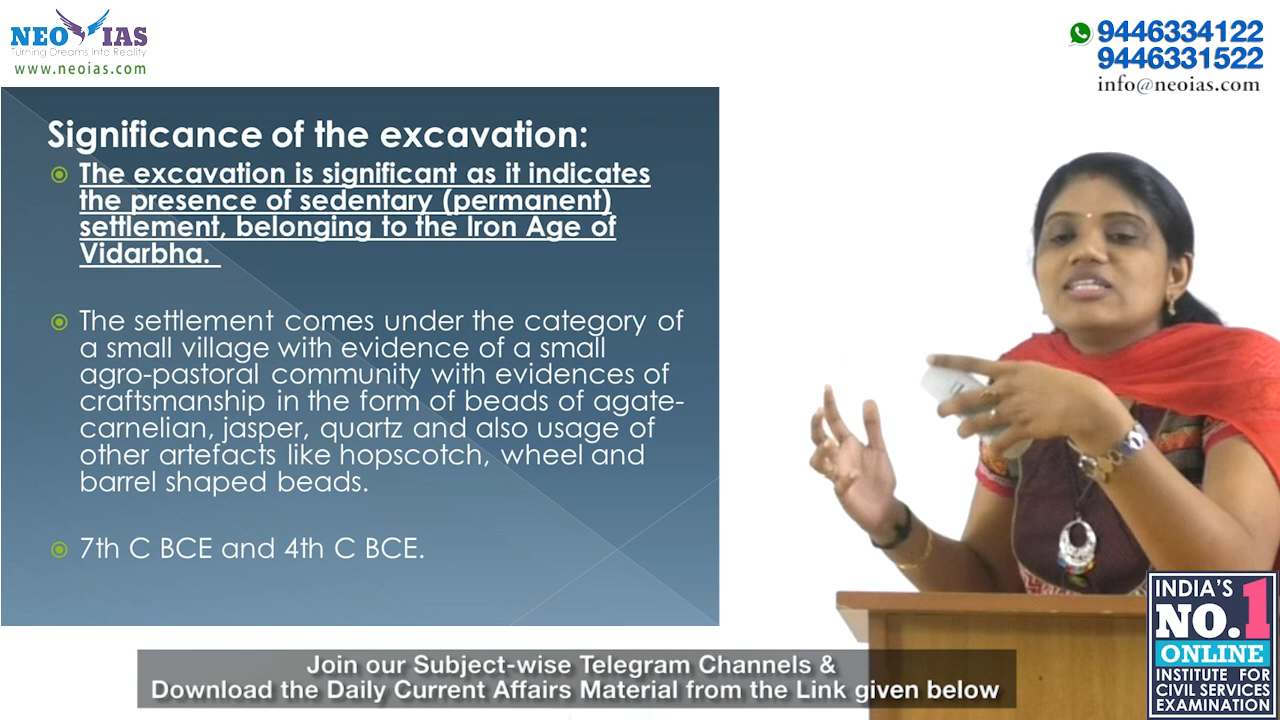 NEO IAS
Turning Dreams into Reality
www.neoias.com
9446334122
9446331522
info@neoias.com
Significance of the excavation:
The excavation is significant as it indicates
the presence of sedentary (permanent)
settlement, belonging to the Iron Age of
Vidarbha.
The settlement comes under the category of
a small village with evidence of a small
agro-pastoral community with evidences of
craftsmanship in the form of beads of agate-
carnelian, jasper, quartz and also usage of
other artefacts like hopscotch, wheel and
barrel shaped beads.
7th C BCE and 4th C BCE.
Join our Subject-wise Telegram Channels &
Download the Daily Current Affairs Material from the Link given below
INDIA'S
NO.1
ONLINE
INSTITUTE FOR
CIVIL SERVICES
EXAMINATION